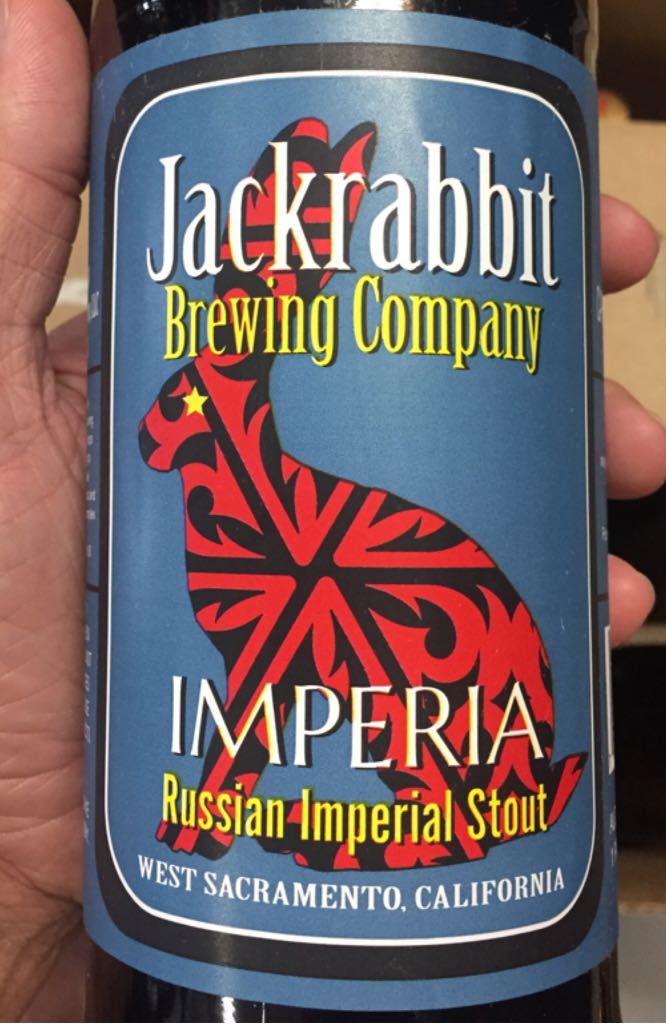 Jackrabbit
Brewing Company
IMPERIA
Russian Imperial Stout
WEST SACRAMENTO, CALIFORNIA